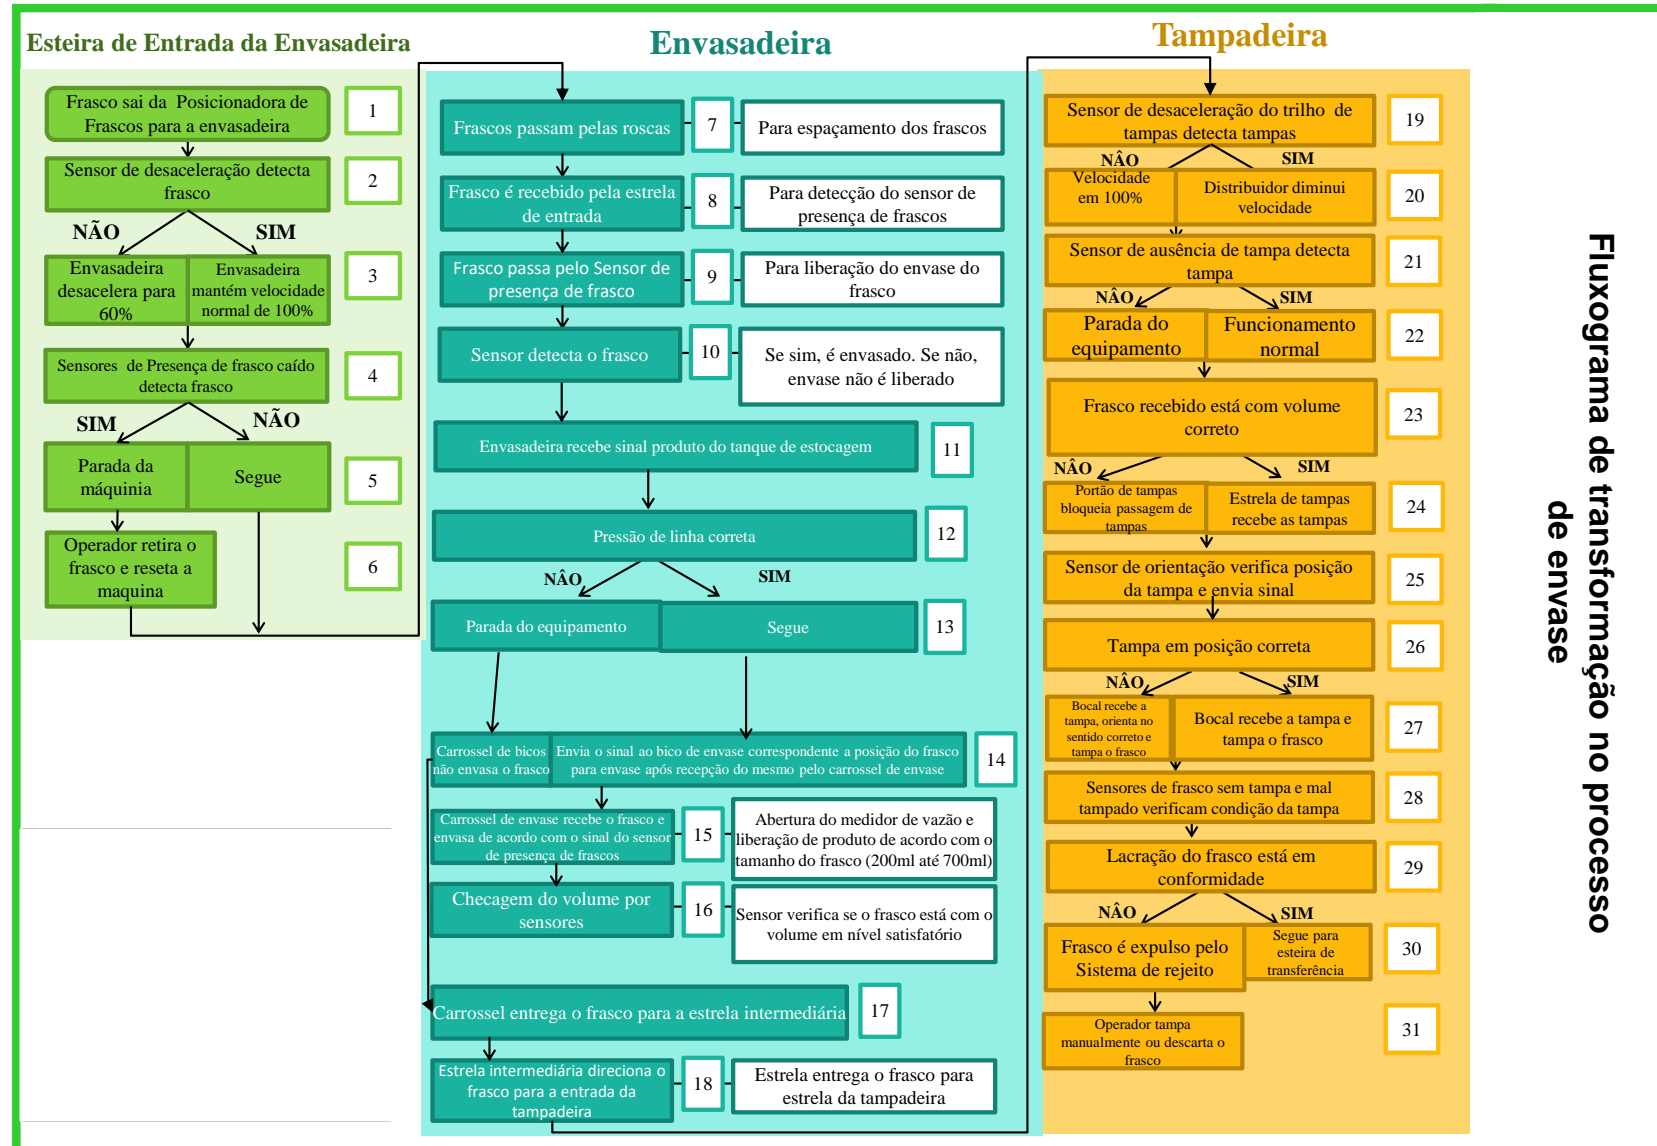 Esteira de Entrada da Envasadeira
Frasco sai da Posicionadora de
Frascos para a envasadeira
1
Sensor de desaceleração detecta
frasco
2
NÃO
SIM
Envasadeira
desacelera para
60%
Envasadeira
mantém velocidade
normal de 100%
3
Sensores de Presença de frasco caído
detecta frasco
4
SIM
NÃO
Parada da
máquinia
Segue
5
Operador retira o
frasco e reseta a
maquina
6
Envasadeira
Frascos passam pelas roscas
7
Para espaçamento dos frascos
Frasco é recebido pela estrela
de entrada
8
Para detecção do sensor de
presença de frascos
Frasco passa pelo Sensor de
presença de frasco
9
Para liberação do envase do
frasco
Sensor detecta o frasco
10
Se sim, é envasado. Se não,
envase não é liberado
Envasadeira recebe sinal produto do tanque de estocagem
11
Pressão de linha correta
12
NÂO
SIM
Parada do equipamento
Segue
13
Carrossel de bicos
não envasa o frasco
Envia o sinal ao bico de envase correspondente a posição do frasco
para envase após recepção do mesmo pelo carrossel de envase
14
Carrossel de envase recebe o frasco e
envasa de acordo com o sinal do sensor
de presença de frascos
15
Abertura do medidor de vazão e
liberação de produto de acordo com o
tamanho do frasco (200ml até 700ml)
Checagem do volume por
sensores
16
Sensor verifica se o frasco está com o
volume em nível satisfatório
Carrossel entrega o frasco para a estrela intermediária
17
Estrela intermediária direciona o
frasco para a entrada da
tampadeira
18
Estrela entrega o frasco para
estrela da tampadeira
Tampadeira
Sensor de desaceleração do trilho de
tampas detecta tampas
19
NÂO
SIM
Velocidade
em 100%
Distribuidor diminui
velocidade
20
Sensor de ausência de tampa detecta
tampa
21
NÂO
SIM
Parada do
equipamento
Funcionamento
normal
22
Frasco recebido está com volume
correto
23
NÂO
SIM
Portão de tampas
bloqueia passagem de
tampas
Estrela de tampas
recebe as tampas
24
Sensor de orientação verifica posição
da tampa e envia sinal
25
Tampa em posição correta
26
NÂO
SIM
Bocal recebe a
tampa, orienta no
sentido correto e
tampa o frasco
Bocal recebe a tampa e
tampa o frasco
27
Sensores de frasco sem tampa e mal
tampado verificam condição da tampa
28
Lacração do frasco está em
conformidade
29
NÂO
SIM
Frasco é expulso pelo
Sistema de rejeito
Segue para
esteira de
transferência
30
Operador tampa
manualmente ou descarta o
frasco
31
Fluxograma de transformação no processo
de envase